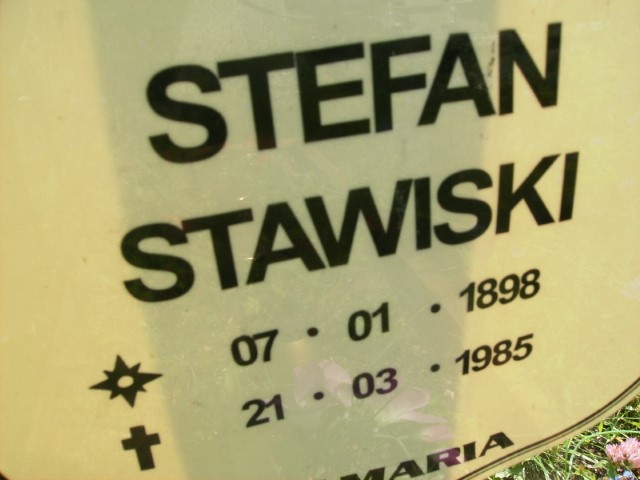 STEFAN
STAWISKI
07 · 01 · 1898
21 · 03 · 1985
MARIA